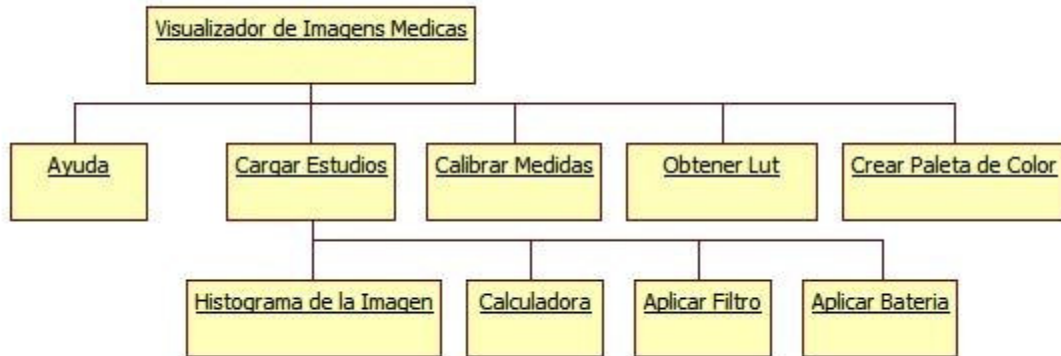 Visualizador de Imagens Medicas
Ayuda
Cargar Estudios
Calibrar Medidas
Obtener Lut
Crear Paleta de Color
Histograma de la Imagen
Calculadora
Aplicar Filtro
Aplicar Bateria